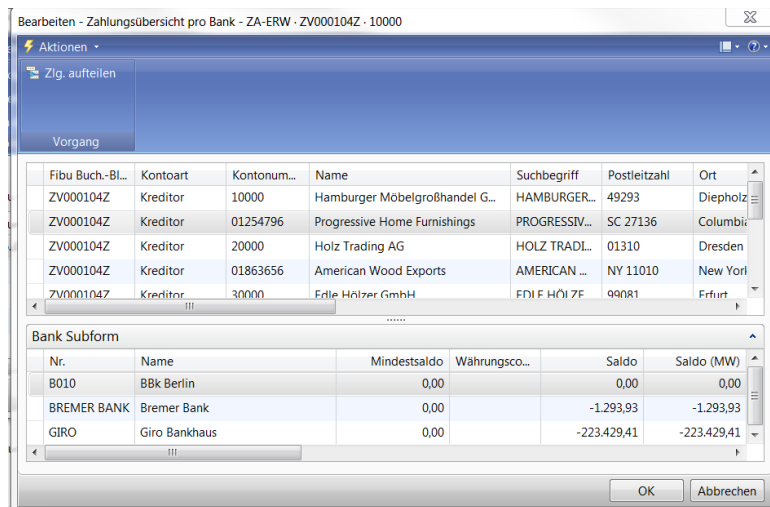 Bearbeiten - Zahlungsübersicht pro Bank - ZA-ERW · ZV000104Z · 10000
Aktionen
Zlg. aufteilen
Vorgang
Fibu Buch.-Bl... Kontoart Kontonum... Name Suchbegriff Postleitzahl Ort
ZV000104Z Kreditor 10000 Hamburger Möbelgroßhandel G... HAMBURGER... 49293 Diepholz
ZV000104Z Kreditor 01254796 Progressive Home Furnishings PROGRESSIV... SC 27136 Columbia
ZV000104Z Kreditor 20000 Holz Trading AG HOLZ TRADI... 01310 Dresden
ZV000104Z Kreditor 01863656 American Wood Exports AMERICAN ... NY 11010 New York
ZV000104Z Kreditor 30000 Edle Hölzer GmbH EDLE HÖLZE 99081 Erfurt
Bank Subform
Nr. Name Mindestsaldo Währungsco... Saldo Saldo (MW)
B010 BBk Berlin 0,00 0,00 0,00
BREMER BANK Bremer Bank 0,00 -1.293,93 -1.293,93
GIRO Giro Bankhaus 0,00 -223.429,41 -223.429,41
OK Abbrechen